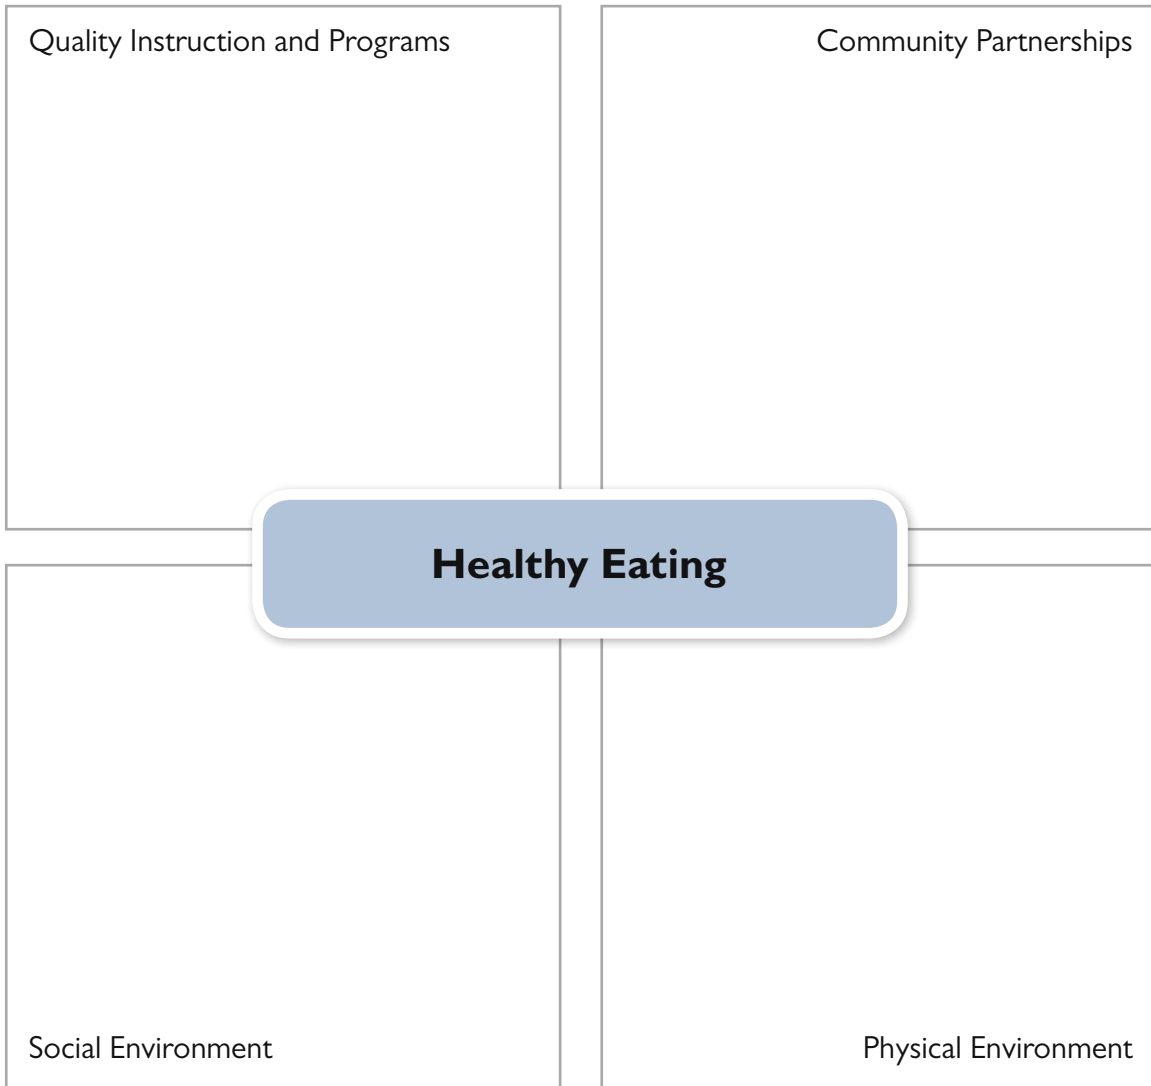 Quality Instruction and Programs
Community Partnerships
Healthy Eating
Social Environment
Physical Environment